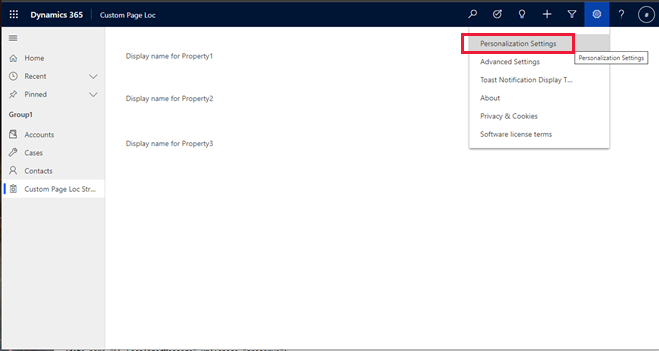 Dynamics 365 Custom Page Loc
Personalization Settings
Personalization Settings
Advanced Settings
Toast Notification Display T...
About
Privacy & Cookies
Software license terms
Home
Recent
Pinned
Group1
Accounts
Cases
Contacts
Custom Page Loc Str...
Display name for Property1
Display name for Property2
Display name for Property3